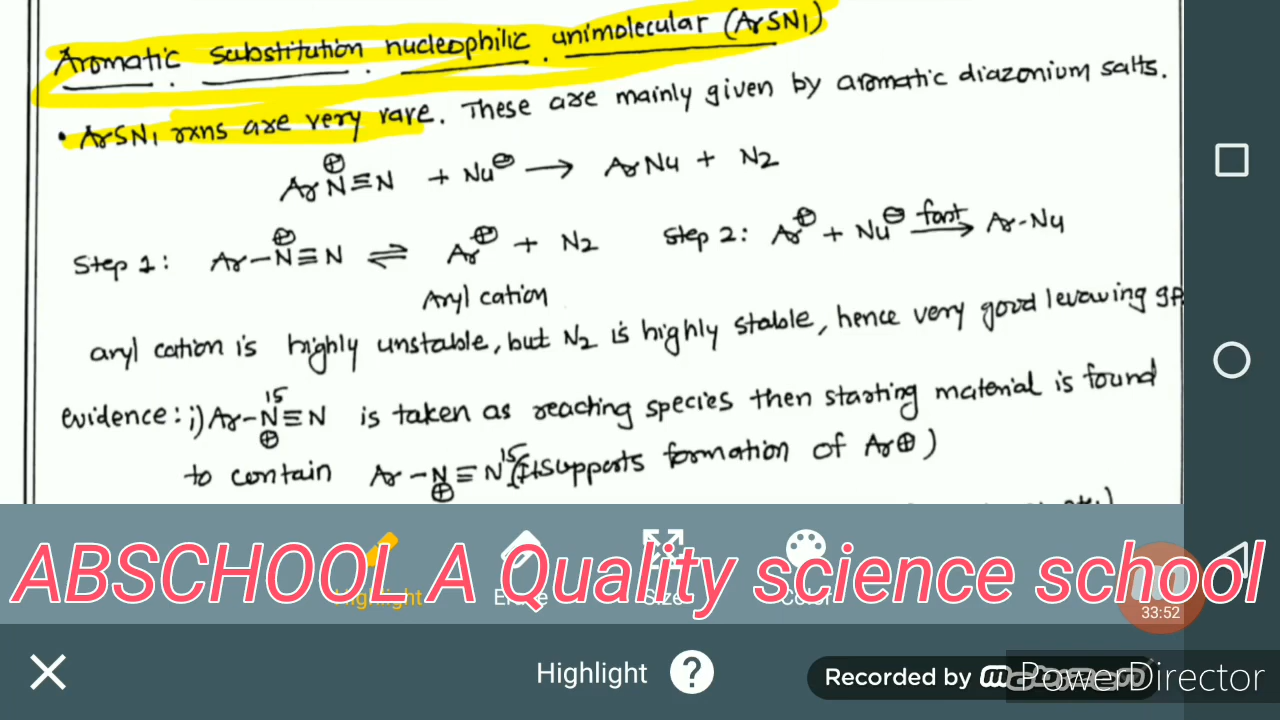 Aromatic substitution nucleophilic unimolecular (ArSN1)
• ArSN1 rxns are very rare. These are mainly given by aromatic diazonium salts.
Ar N⊕≡N + Nu⊖ → ArNu + N2
Step 1: Ar-N⊕≡N ⇌ Ar⊕ + N2 Step 2: Ar⊕ + Nu⊖ fast→ Ar-Nu
Aryl cation
aryl cation is highly unstable, but N2 is highly stable, hence very good levawing gp
evidence: i) Ar-15N⊕≡N is taken as reaching species then starting material is found
to contain Ar-N⊕≡N15 (It supports formation of Ar⊕)
ABSCHOOL A Quality science school
Highlight Erase Size Color
33:52
Highlight ?
Recorded by
PowerDirector